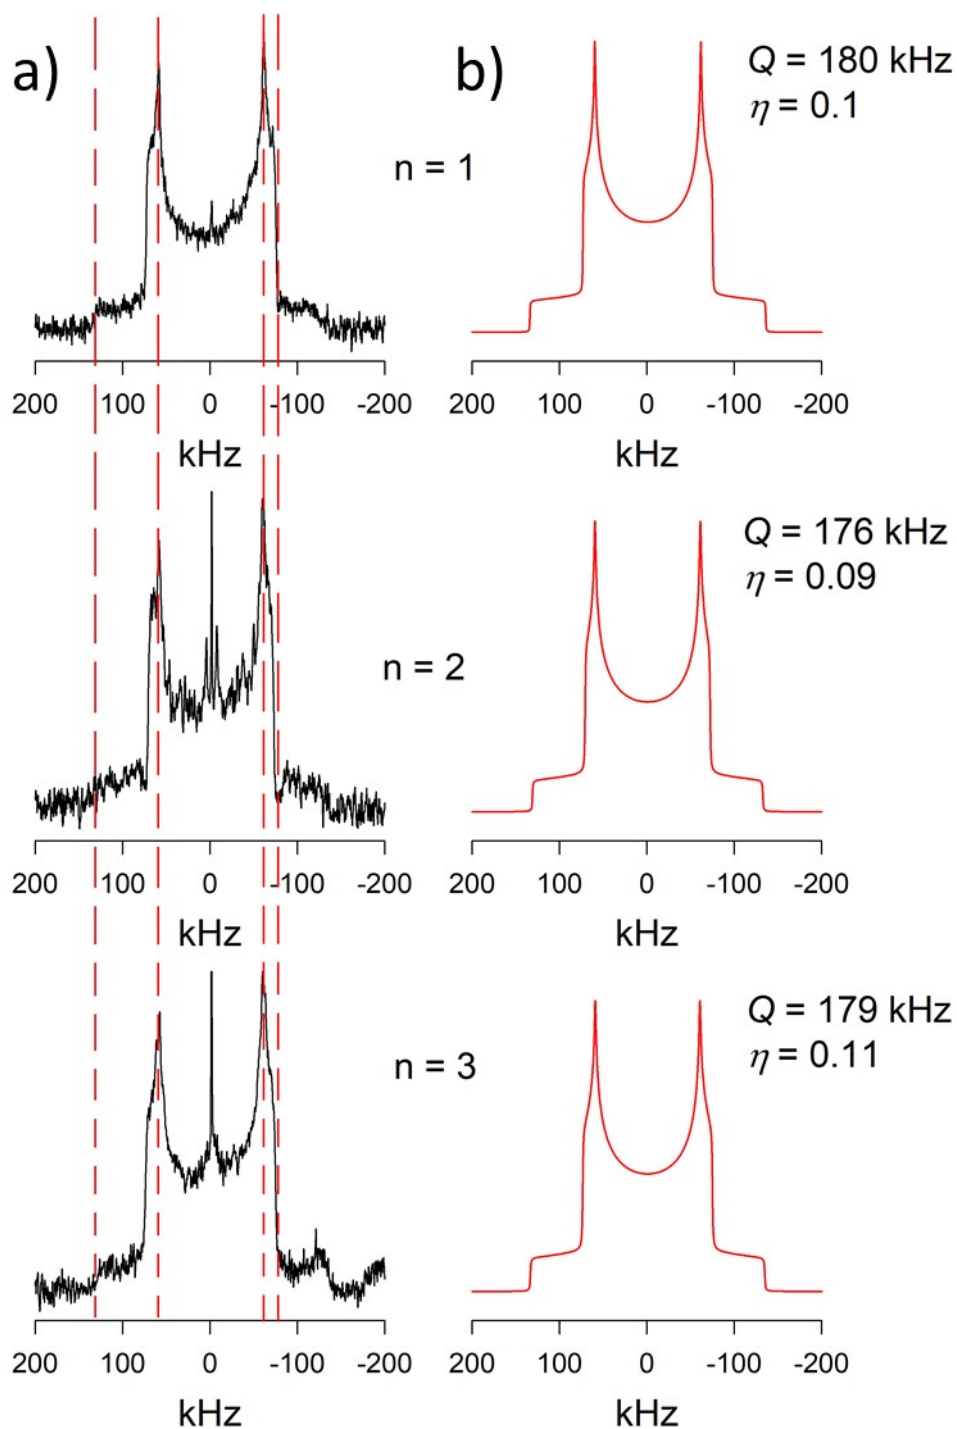 a)
b)
Q = 180 kHz
η = 0.1
n = 1
200 100 0 -100 -200
kHz
200 100 0 -100 -200
kHz
Q = 176 kHz
η = 0.09
n = 2
200 100 0 -100 -200
kHz
200 100 0 -100 -200
kHz
Q = 179 kHz
η = 0.11
n = 3
200 100 0 -100 -200
kHz
200 100 0 -100 -200
kHz